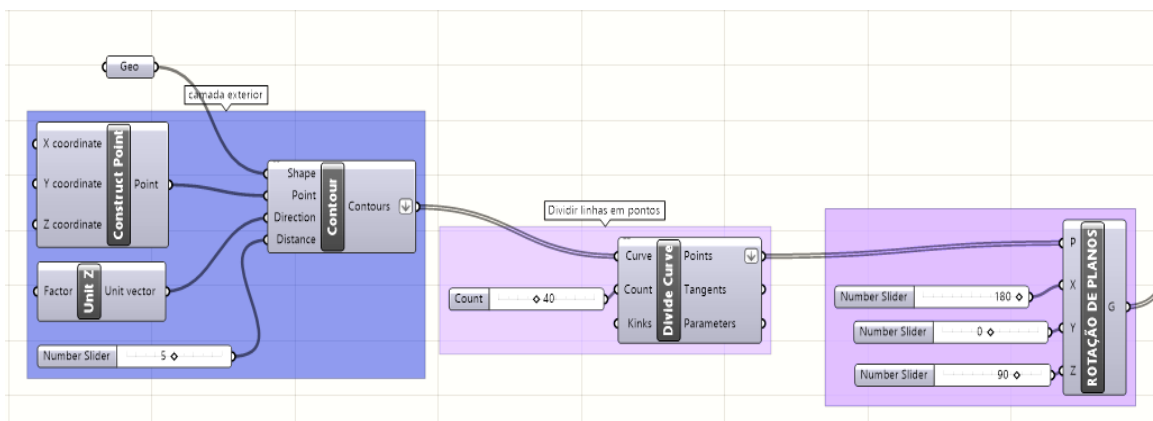 Geo
camada exterior
X coordinate
Y coordinate
Z coordinate
Construct Point
Point
Factor
Unit Z
Unit vector
Number Slider
5
Shape
Point
Direction
Distance
Contour
Contours
Dividir linhas em pontos
Count
40
Curve
Count
Kinks
Divide Curve
Points
Tangents
Parameters
Number Slider
180
Number Slider
0
Number Slider
90
P
X
Y
Z
ROTAÇÃO DE PLANOS
G